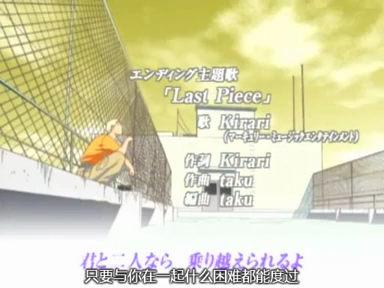 エンディング主題歌
「Last Piece」
歌 Kirari
(マーキュリー・ミュージックエンタテインメント)
作詞 Kirari
作曲 taku
編曲 taku
君と二人なら 乗り越えられるよ
只要与你在一起什么困难都能度过